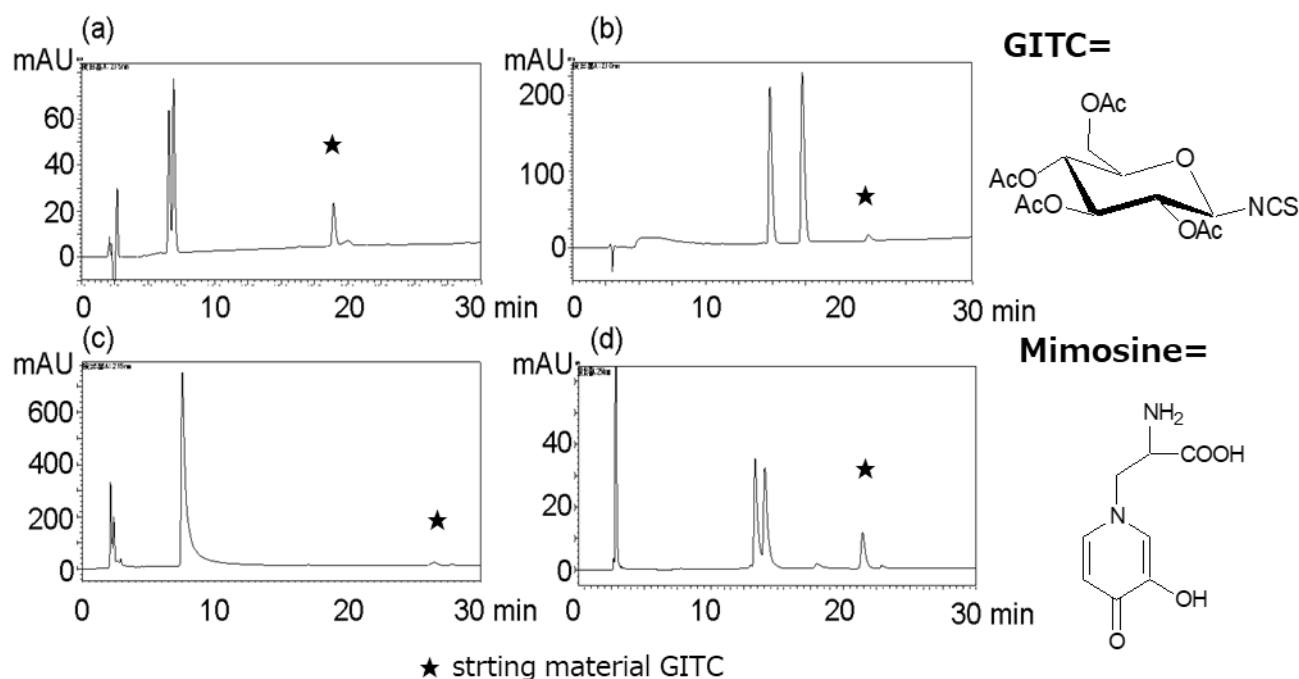 (a)
mAU
60
40
20
0
0 10 20 30 min
(b)
mAU
200
100
0
0 10 20 30 min
GITC=
OAc
O
AcO
AcO
OAc
NCS
(c)
mAU
600
400
200
0
0 10 20 30 min
(d)
mAU
60
40
20
0
0 10 20 30 min
Mimosine=
NH2
COOH
N
OH
O
★ strting material GITC